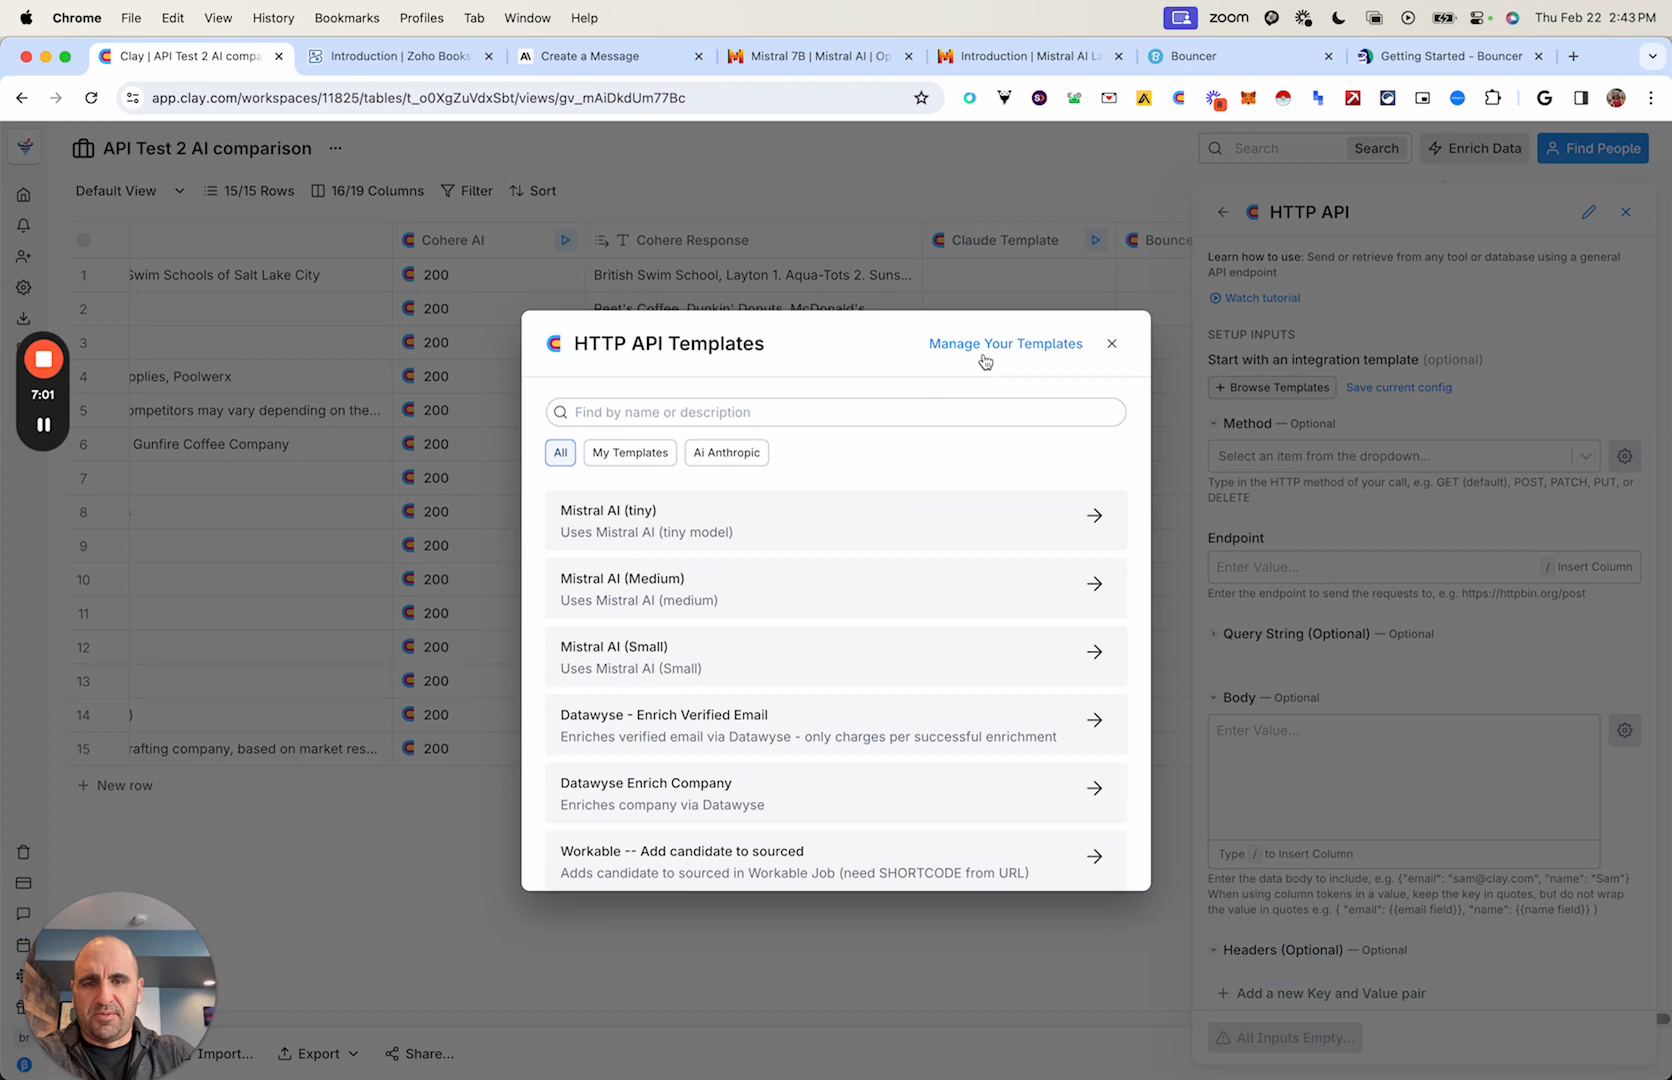 Chrome File Edit View History Bookmarks Profiles Tab Window Help
zoom Thu Feb 22 2:43 PM
Clay | API Test 2 AI compa
Introduction | Zoho Books
Create a Message
Mistral 7B | Mistral AI | Op
Introduction | Mistral AI La
Bouncer
Getting Started - Bouncer
app.clay.com/workspaces/11825/tables/t_o0XgZuVdxSbt/views/gv_mAiDkdUm77Bc
8
API Test 2 AI comparison ...
Search Search Enrich Data Find People
Default View 15/15 Rows 16/19 Columns Filter Sort
Cohere AI Cohere Response Claude Template Bounce
1 Swim Schools of Salt Lake City 200 British Swim School, Layton 1. Aqua-Tots 2. Suns...
2 200 Peet's Coffee, Dunkin' Donuts, McDonald's
3 200
4 pplies, Poolwerx 200
5 ompetitors may vary depending on the... 200
6 Gunfire Coffee Company 200
7 200
8 200
9 200
10 200
11 200
12 200
13 200
14 ) 200
15 rafting company, based on market res... 200
+ New row
7:01
HTTP API Templates Manage Your Templates
Find by name or description
All My Templates Ai Anthropic
Mistral AI (tiny)
Uses Mistral AI (tiny model)
Mistral AI (Medium)
Uses Mistral AI (medium)
Mistral AI (Small)
Uses Mistral AI (Small)
Datawyse - Enrich Verified Email
Enriches verified email via Datawyse - only charges per successful enrichment
Datawyse Enrich Company
Enriches company via Datawyse
Workable -- Add candidate to sourced
Adds candidate to sourced in Workable Job (need SHORTCODE from URL)
HTTP API
Learn how to use: Send or retrieve from any tool or database using a general
API endpoint
Watch tutorial
SETUP INPUTS
Start with an integration template (optional)
+ Browse Templates Save current config
Method — Optional
Select an item from the dropdown...
Type in the HTTP method of your call, e.g. GET (default), POST, PATCH, PUT, or
DELETE
Endpoint
Enter Value... / Insert Column
Enter the endpoint to send the requests to, e.g. https://httpbin.org/post
Query String (Optional) — Optional
Body — Optional
Enter Value...
Type / to Insert Column
Enter the data body to include, e.g. {"email": "sam@clay.com", "name": "Sam"}
When using column tokens in a value, keep the key in quotes, but do not wrap
the value in quotes e.g. { "email": {{email field}}, "name": {{name field}} }
Headers (Optional) — Optional
+ Add a new Key and Value pair
All Inputs Empty...
br
Import... Export Share...